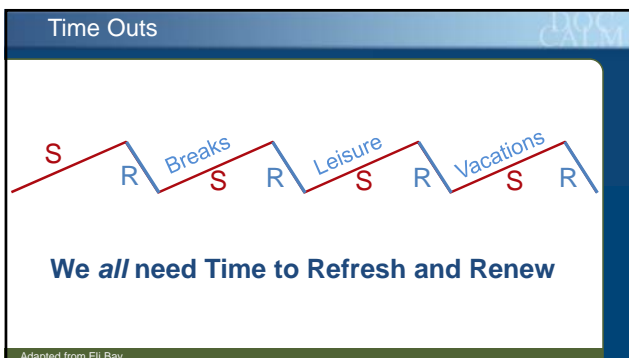 Time Outs
DOC
CALM
S R Breaks S R Leisure S R Vacations S R
We all need Time to Refresh and Renew
Adapted from Eli Bay